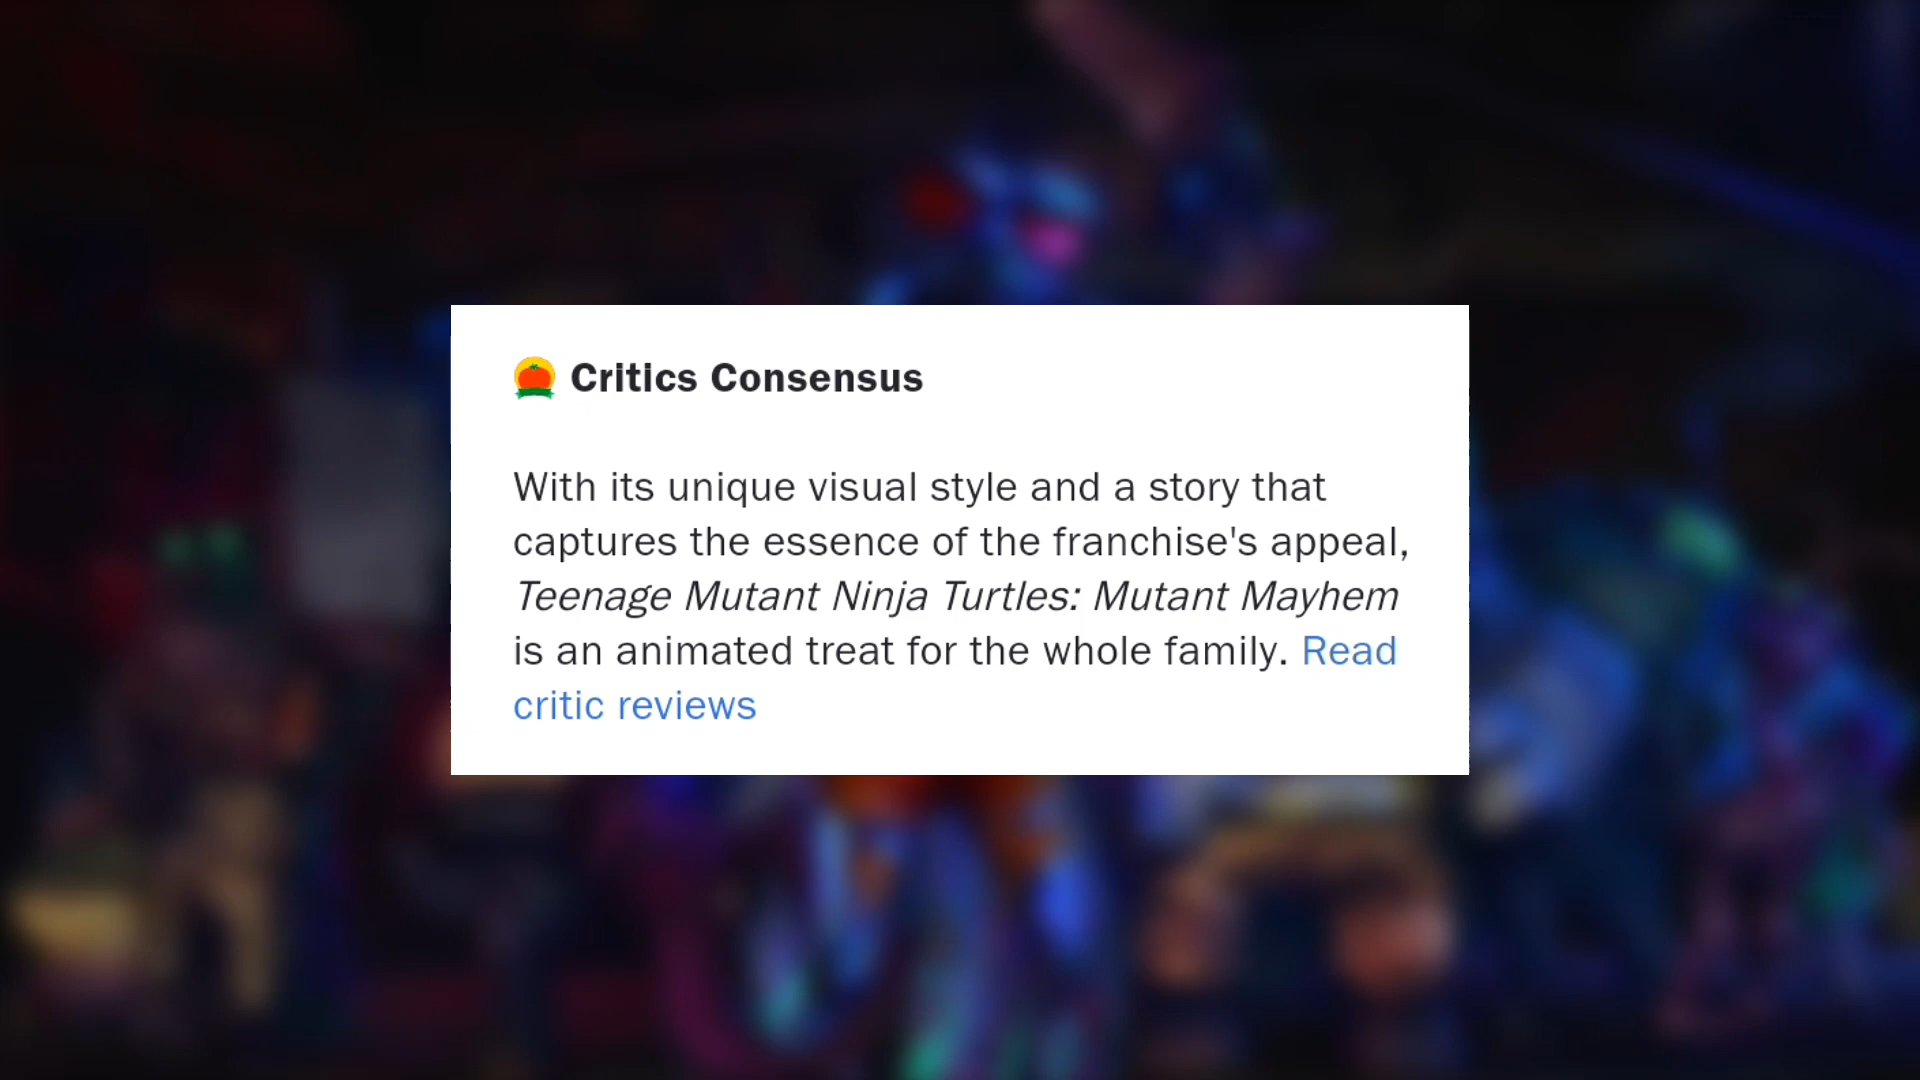 Critics Consensus
With its unique visual style and a story that
captures the essence of the franchise's appeal,
Teenage Mutant Ninja Turtles: Mutant Mayhem
is an animated treat for the whole family. Read
critic reviews